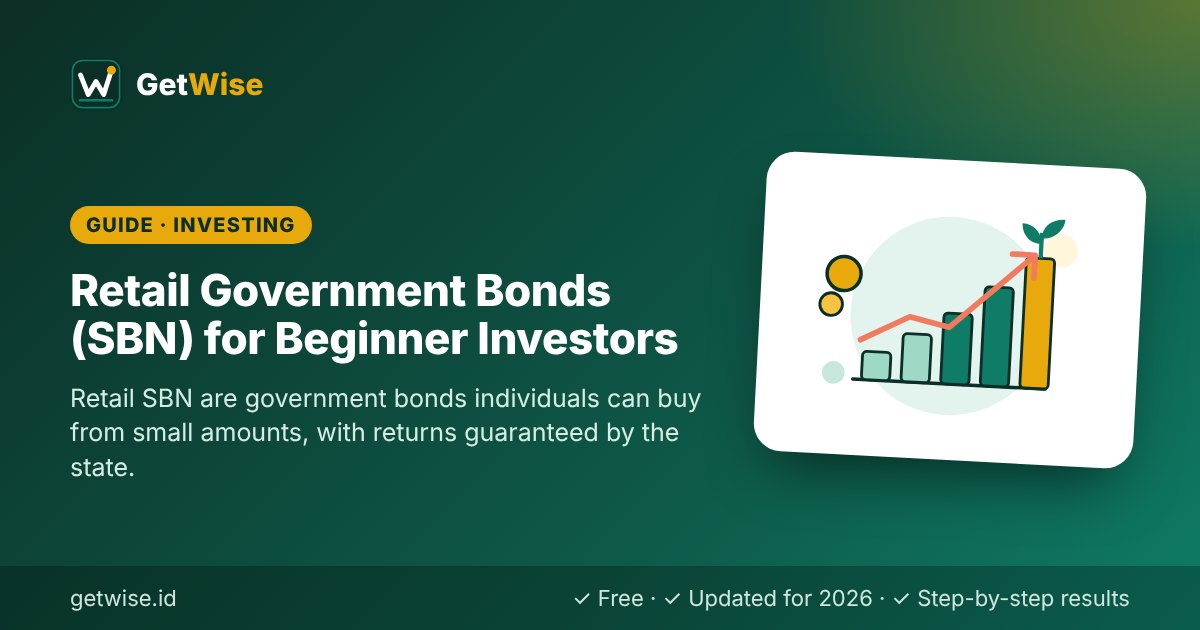 GetWise
GUIDE · INVESTING
Retail Government Bonds
(SBN) for Beginner Investors
Retail SBN are government bonds individuals can buy
from small amounts, with returns guaranteed by the
state.
getwise.id
✓ Free · ✓ Updated for 2026 · ✓ Step-by-step results